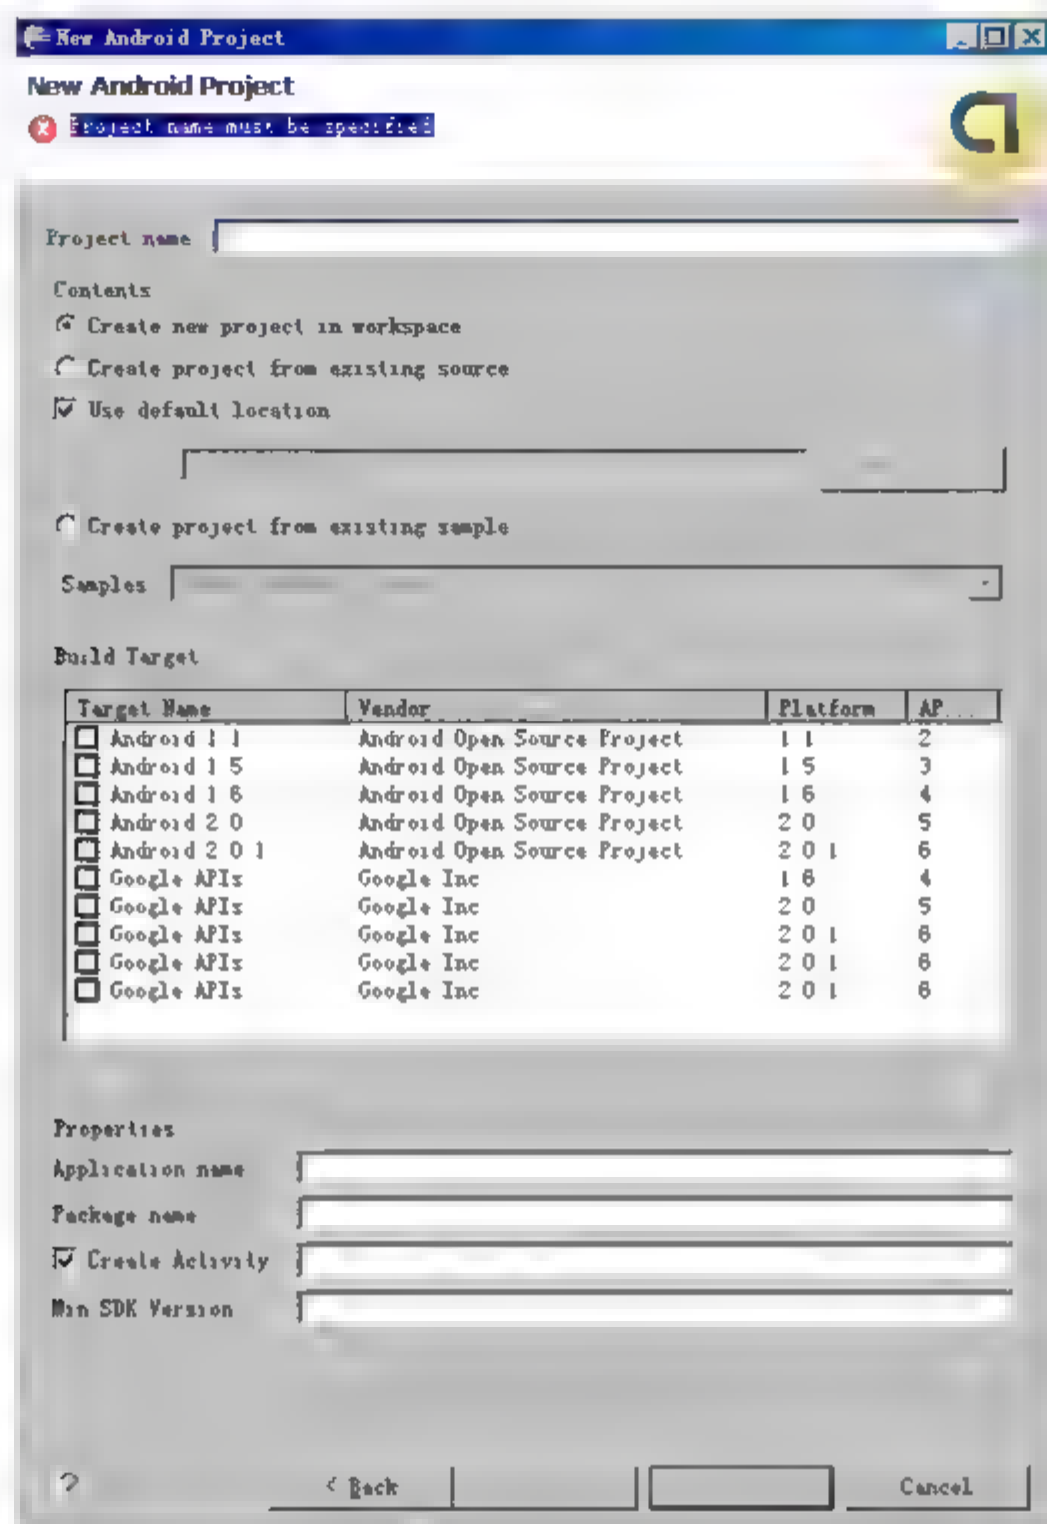 New Android Project
New Android Project
Project name must be specified
Project name
Contents
Create new project in workspace
Create project from existing source
Use default location
Create project from existing sample
Samples
Build Target
Target Name Vendor Platform AP...
Android 1 1 Android Open Source Project 1 1 2
Android 1 5 Android Open Source Project 1 5 3
Android 1 6 Android Open Source Project 1 6 4
Android 2 0 Android Open Source Project 2 0 5
Android 2 0 1 Android Open Source Project 2 0 1 6
Google APIs Google Inc 1 6 4
Google APIs Google Inc 2 0 5
Google APIs Google Inc 2 0 1 6
Google APIs Google Inc 2 0 1 6
Google APIs Google Inc 2 0 1 6
Properties
Application name
Package name
Create Activity
Min SDK Version
? < Back Cancel